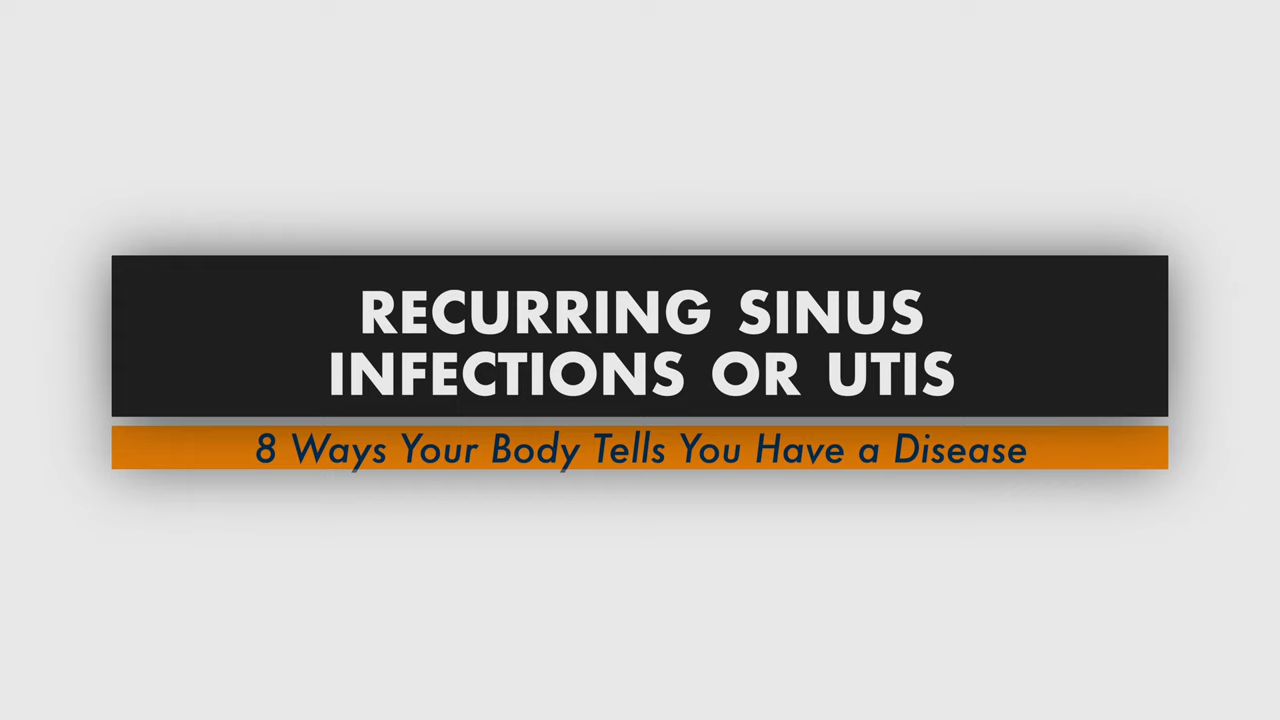 RECURRING SINUS
INFECTIONS OR UTIS
8 Ways Your Body Tells You Have a Disease